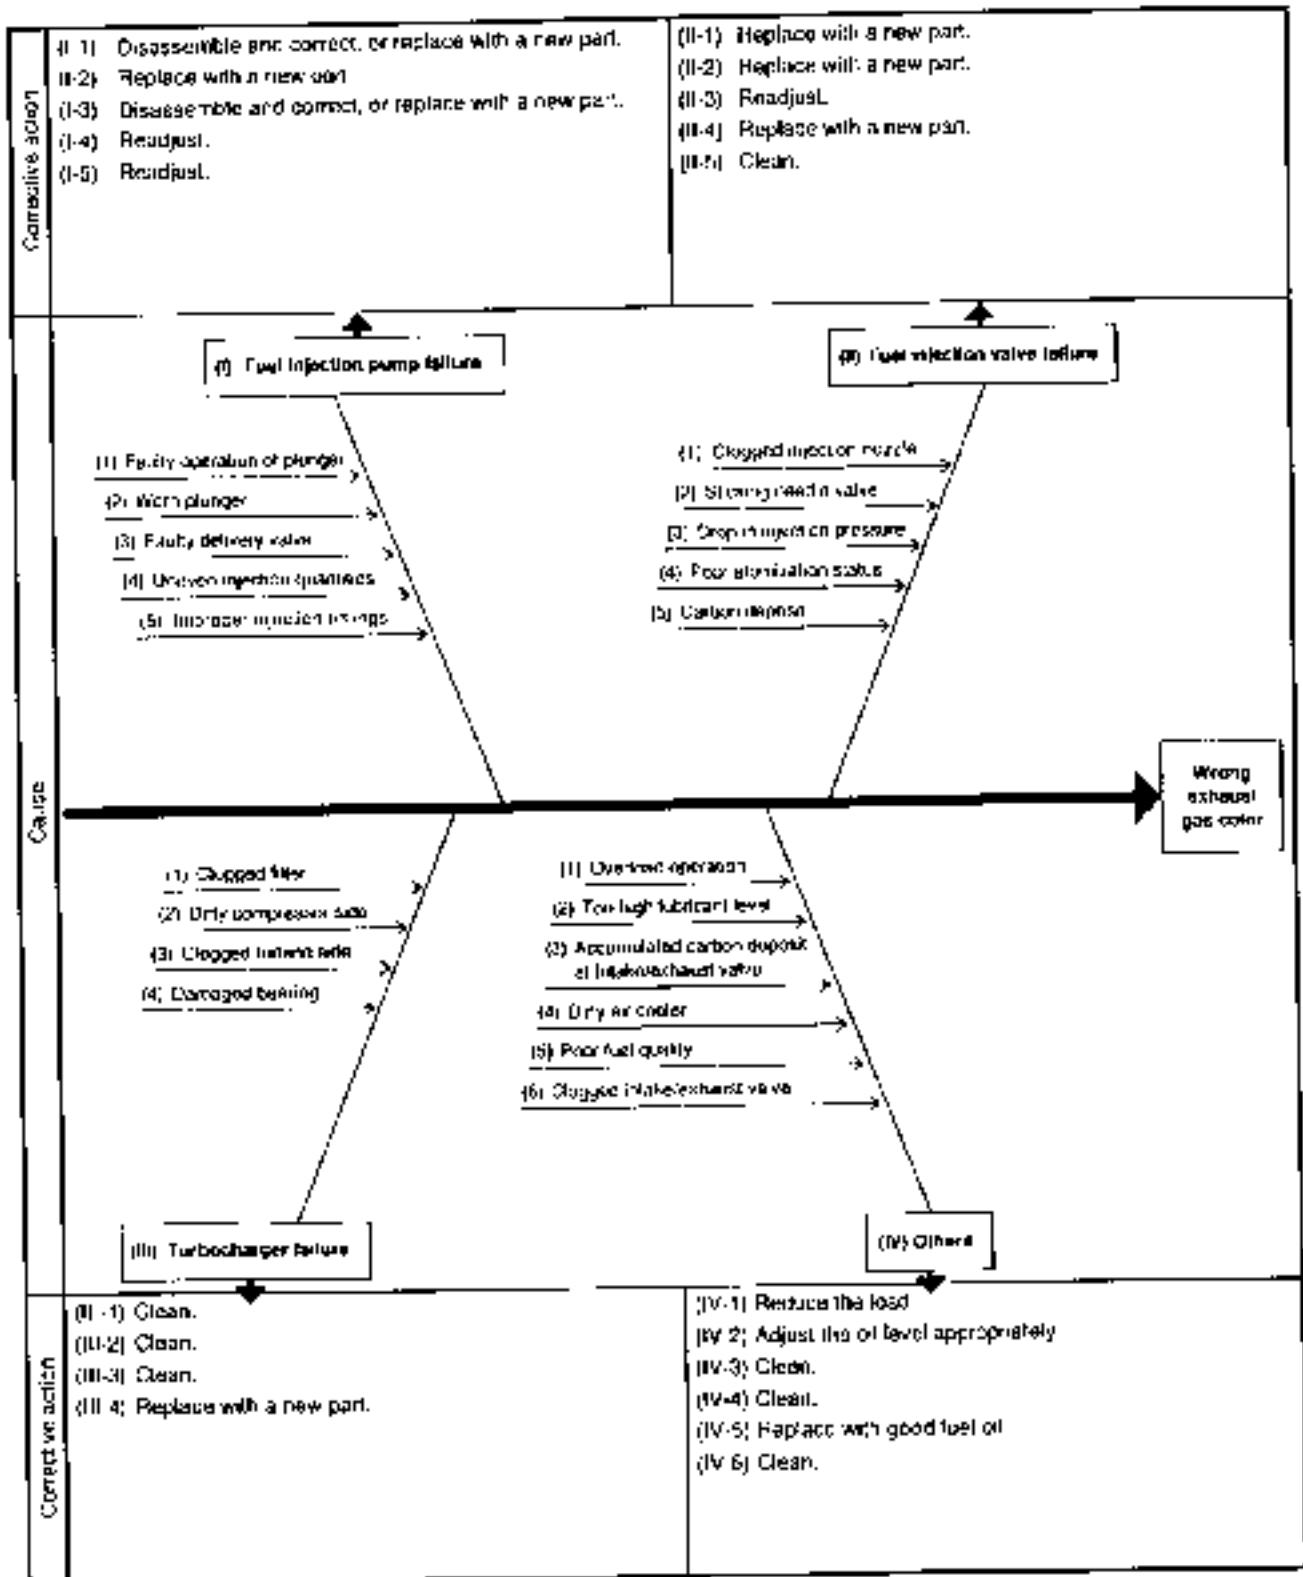 Corrective action
(I-1) Disassemble and correct, or replace with a new part.
(I-2) Replace with a new part
(I-3) Disassemble and correct, or replace with a new part.
(I-4) Readjust.
(I-5) Readjust.
(II-1) Replace with a new part.
(II-2) Replace with a new part.
(II-3) Readjust.
(II-4) Replace with a new part.
(II-5) Clean.
Cause
(I) Fuel injection pump failure
(1) Faulty operation of plunger
(2) Worn plunger
(3) Faulty delivery valve
(4) Uneven injection quantities
(5) Improper injection timings
(II) Fuel injection valve failure
(1) Clogged injection nozzle
(2) Sticking needle valve
(3) Drop in injection pressure
(4) Poor atomization status
(5) Carbon deposit
Wrong
exhaust
gas color
(1) Clogged filter
(2) Dirty compressor side
(3) Clogged turbine side
(4) Damaged bearing
(III) Turbocharger failure
(1) Overload operation
(2) Too high lubricant level
(3) Accumulated carbon deposit
at intake/exhaust valve
(4) Dirty air cooler
(5) Poor fuel quality
(6) Clogged intake/exhaust valve
(IV) Others
Corrective action
(III-1) Clean.
(III-2) Clean.
(III-3) Clean.
(III-4) Replace with a new part.
(IV-1) Reduce the load
(IV-2) Adjust the oil level appropriately
(IV-3) Clean.
(IV-4) Clean.
(IV-5) Replace with good fuel oil
(IV-6) Clean.